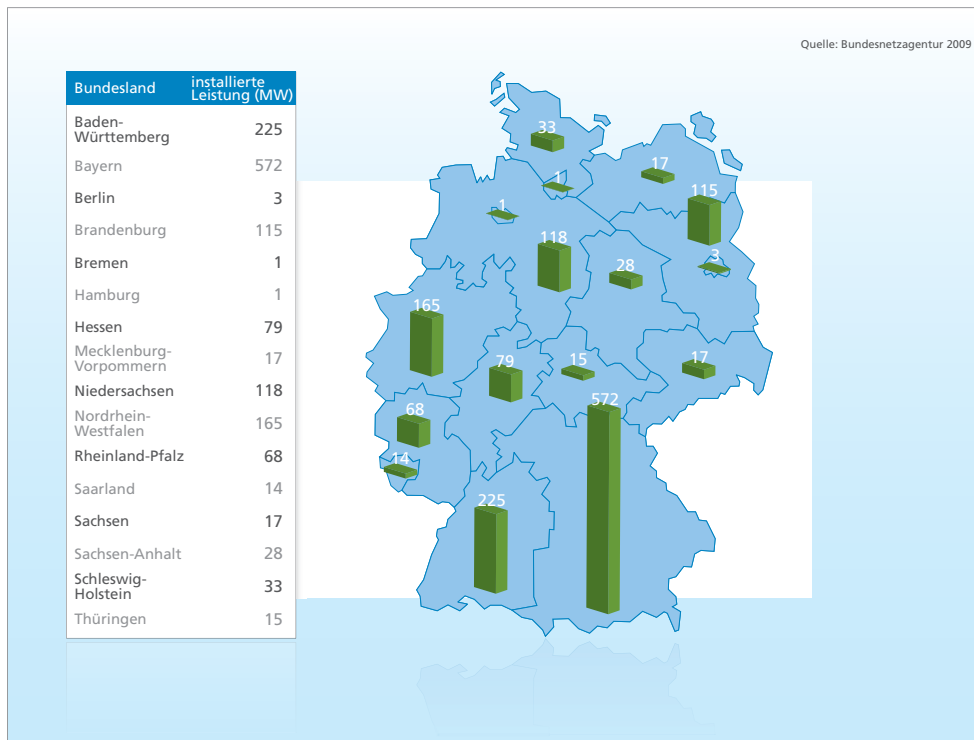 Quelle: Bundesnetzagentur 2009
Bundesland
installierte
Leistung (MW)
Baden-
Württemberg 225
Bayern 572
Berlin 3
Brandenburg 115
Bremen 1
Hamburg 1
Hessen 79
Mecklenburg-
Vorpommern 17
Niedersachsen 118
Nordrhein-
Westfalen 165
Rheinland-Pfalz 68
Saarland 14
Sachsen 17
Sachsen-Anhalt 28
Schleswig-
Holstein 33
Thüringen 15
33
17
1
115
1
118
3
28
165
15
17
79
572
68
14
225